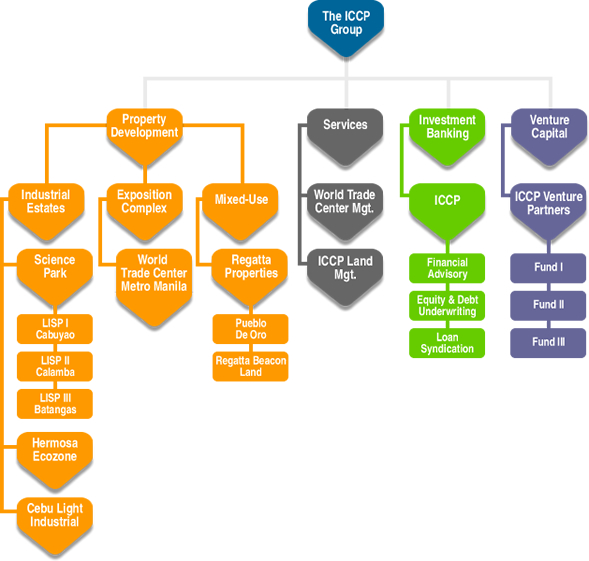 The ICCP
Group
Property
Development
Services
Investment
Banking
Venture
Capital
Industrial
Estates
Exposition
Complex
Mixed-Use
World Trade
Center Mgt.
ICCP
ICCP Venture
Partners
Science
Park
World
Trade Center
Metro Manila
Regatta
Properties
ICCP Land
Mgt.
Financial
Advisory
Fund I
LISP I
Cabuyao
Pueblo
De Oro
Equity & Debt
Underwriting
Fund II
LISP II
Calamba
Regatta Beacon
Land
Loan
Syndication
Fund III
LISP III
Batangas
Hermosa
Ecozone
Cebu Light
Industrial